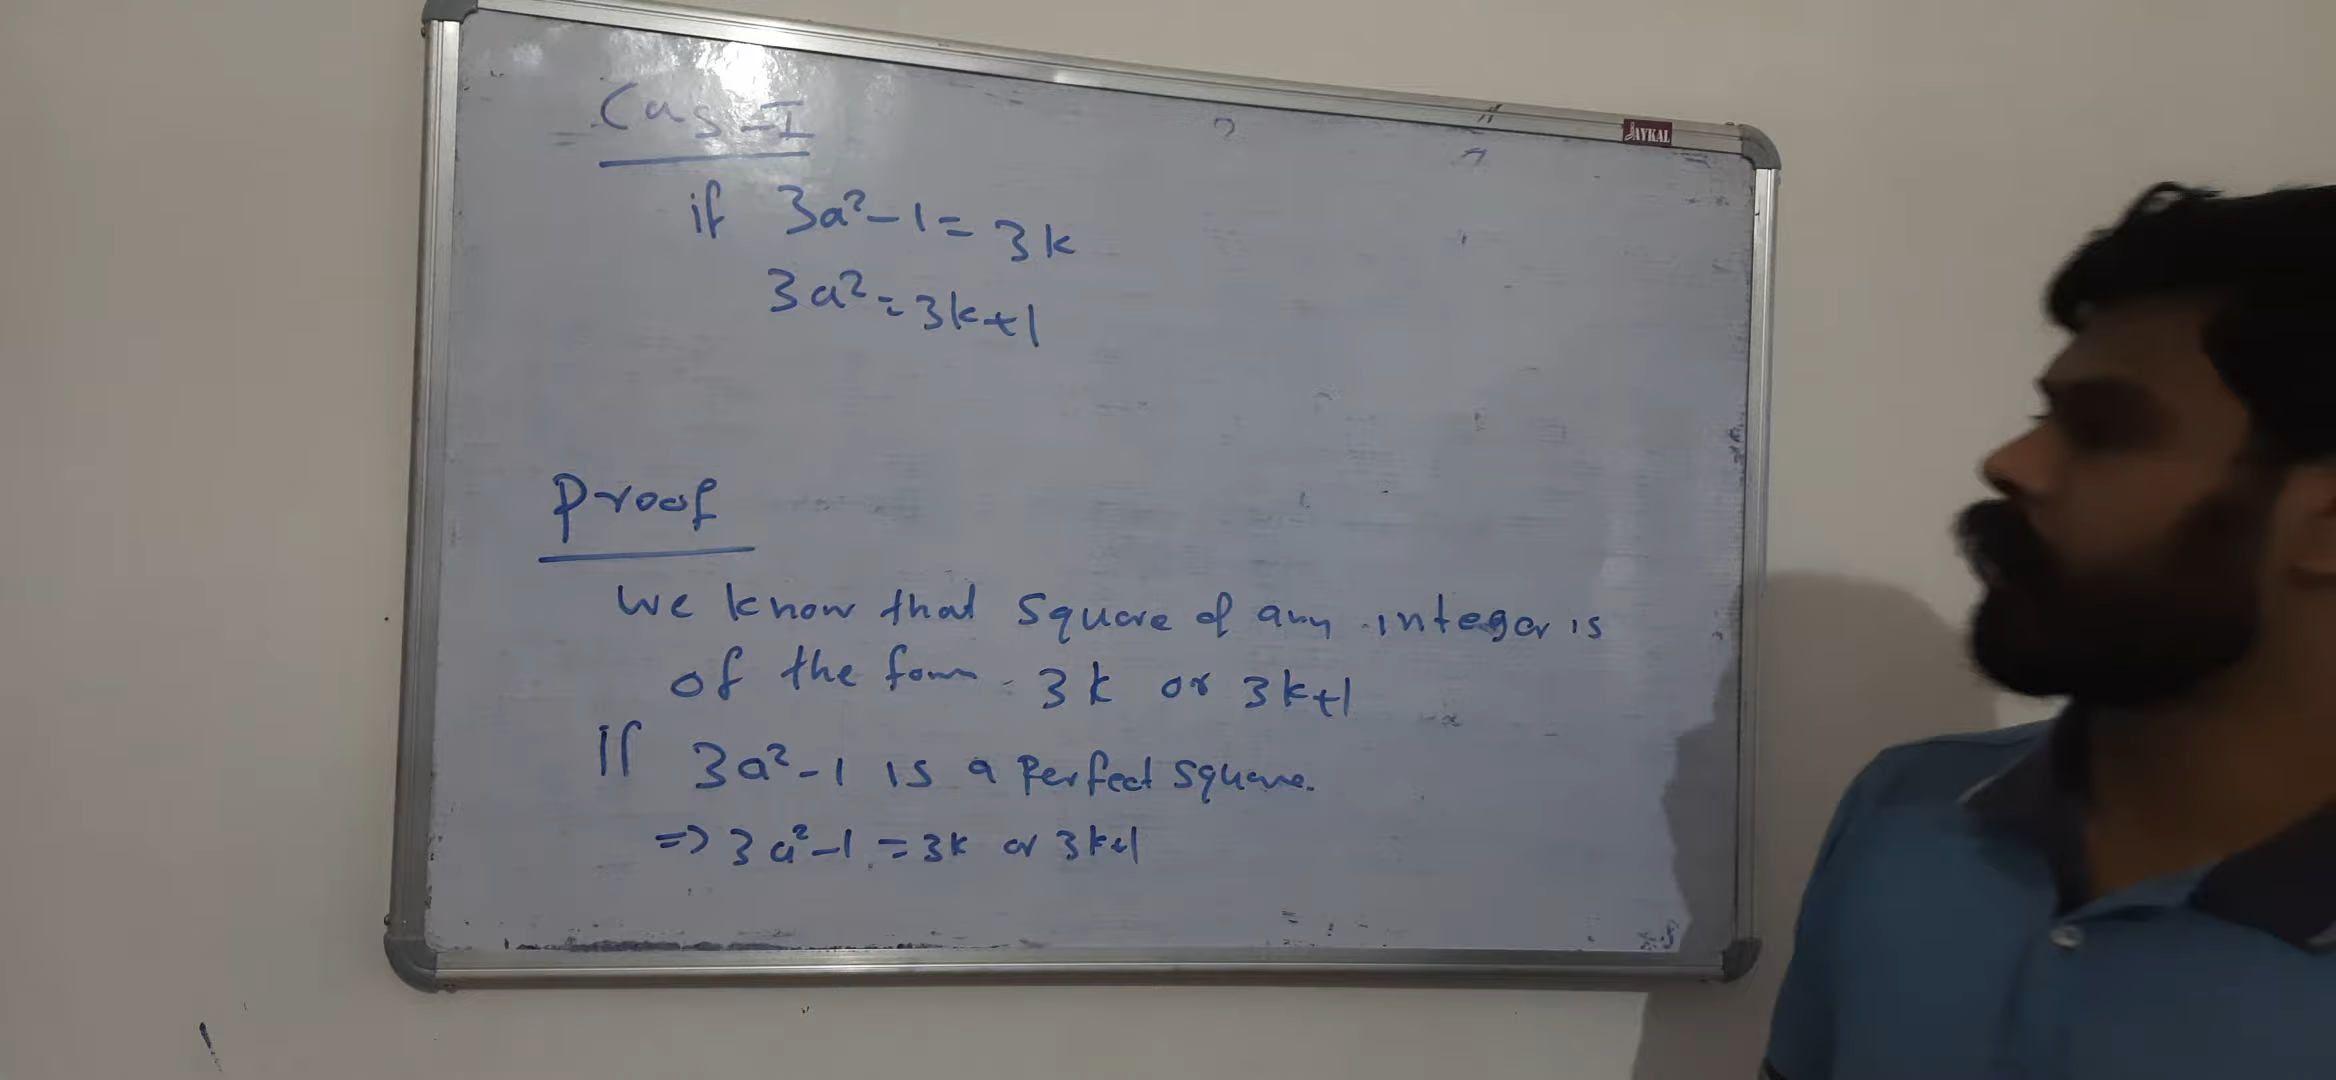 Cas-I
JAYKAL
if 3a²-1= 3k
3a²=3k+1
Proof
We know that Square of any integer is
of the form 3k or 3k+1
If 3a²-1 is a Perfect square.
=> 3a²-1 = 3k or 3k+1